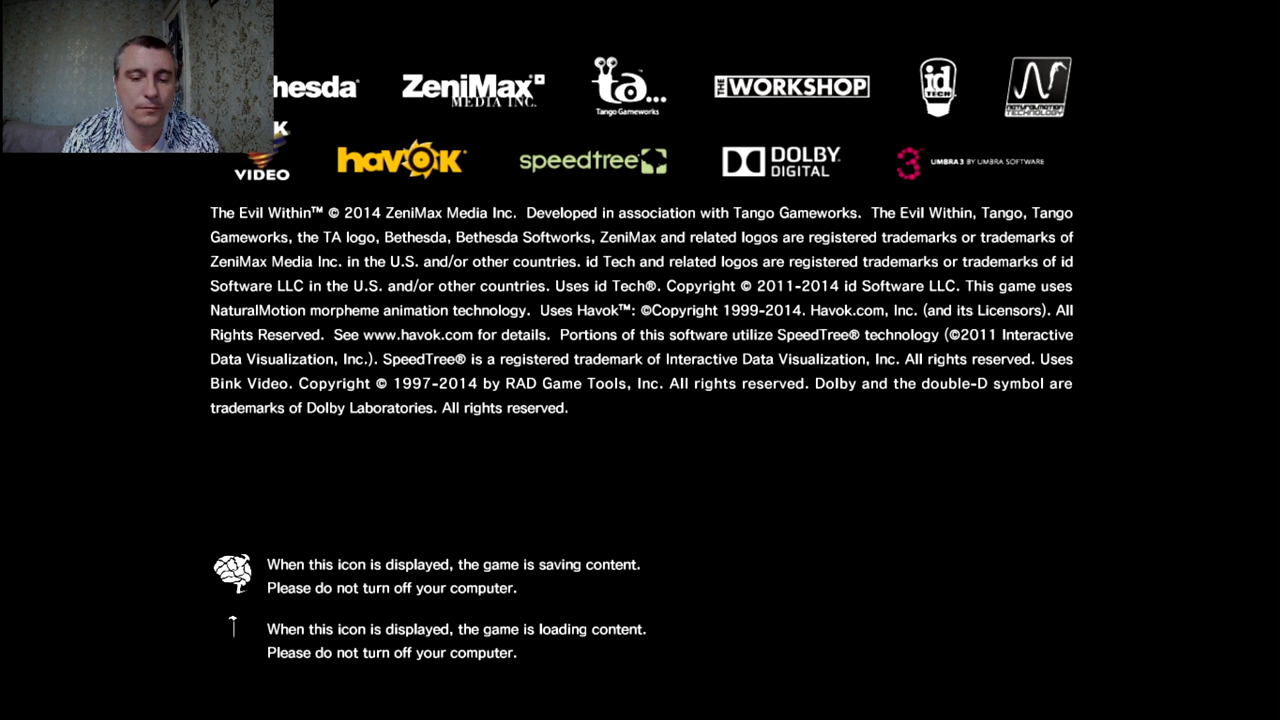 hesda
ZeniMax
MEDIA INC.
ta...
Tango Gameworks
THE WORKSHOP
id
TECH
NATURALMOTION
TECHNOLOGY
K
VIDEO
havOK
speedtree
DOLBY
DIGITAL
3 UMBRA 3 BY UMBRA SOFTWARE
The Evil Within™ © 2014 ZeniMax Media Inc.  Developed in association with Tango Gameworks.  The Evil Within, Tango, Tango
Gameworks, the TA logo, Bethesda, Bethesda Softworks, ZeniMax and related logos are registered trademarks or trademarks of
ZeniMax Media Inc. in the U.S. and/or other countries. id Tech and related logos are registered trademarks or trademarks of id
Software LLC in the U.S. and/or other countries. Uses id Tech®. Copyright © 2011-2014 id Software LLC. This game uses
NaturalMotion morpheme animation technology.  Uses Havok™: ©Copyright 1999-2014. Havok.com, Inc. (and its Licensors). All
Rights Reserved.  See www.havok.com for details.  Portions of this software utilize SpeedTree® technology (©2011 Interactive
Data Visualization, Inc.). SpeedTree® is a registered trademark of Interactive Data Visualization, Inc. All rights reserved. Uses
Bink Video. Copyright © 1997-2014 by RAD Game Tools, Inc. All rights reserved. Dolby and the double-D symbol are
trademarks of Dolby Laboratories. All rights reserved.
When this icon is displayed, the game is saving content.
Please do not turn off your computer.
When this icon is displayed, the game is loading content.
Please do not turn off your computer.